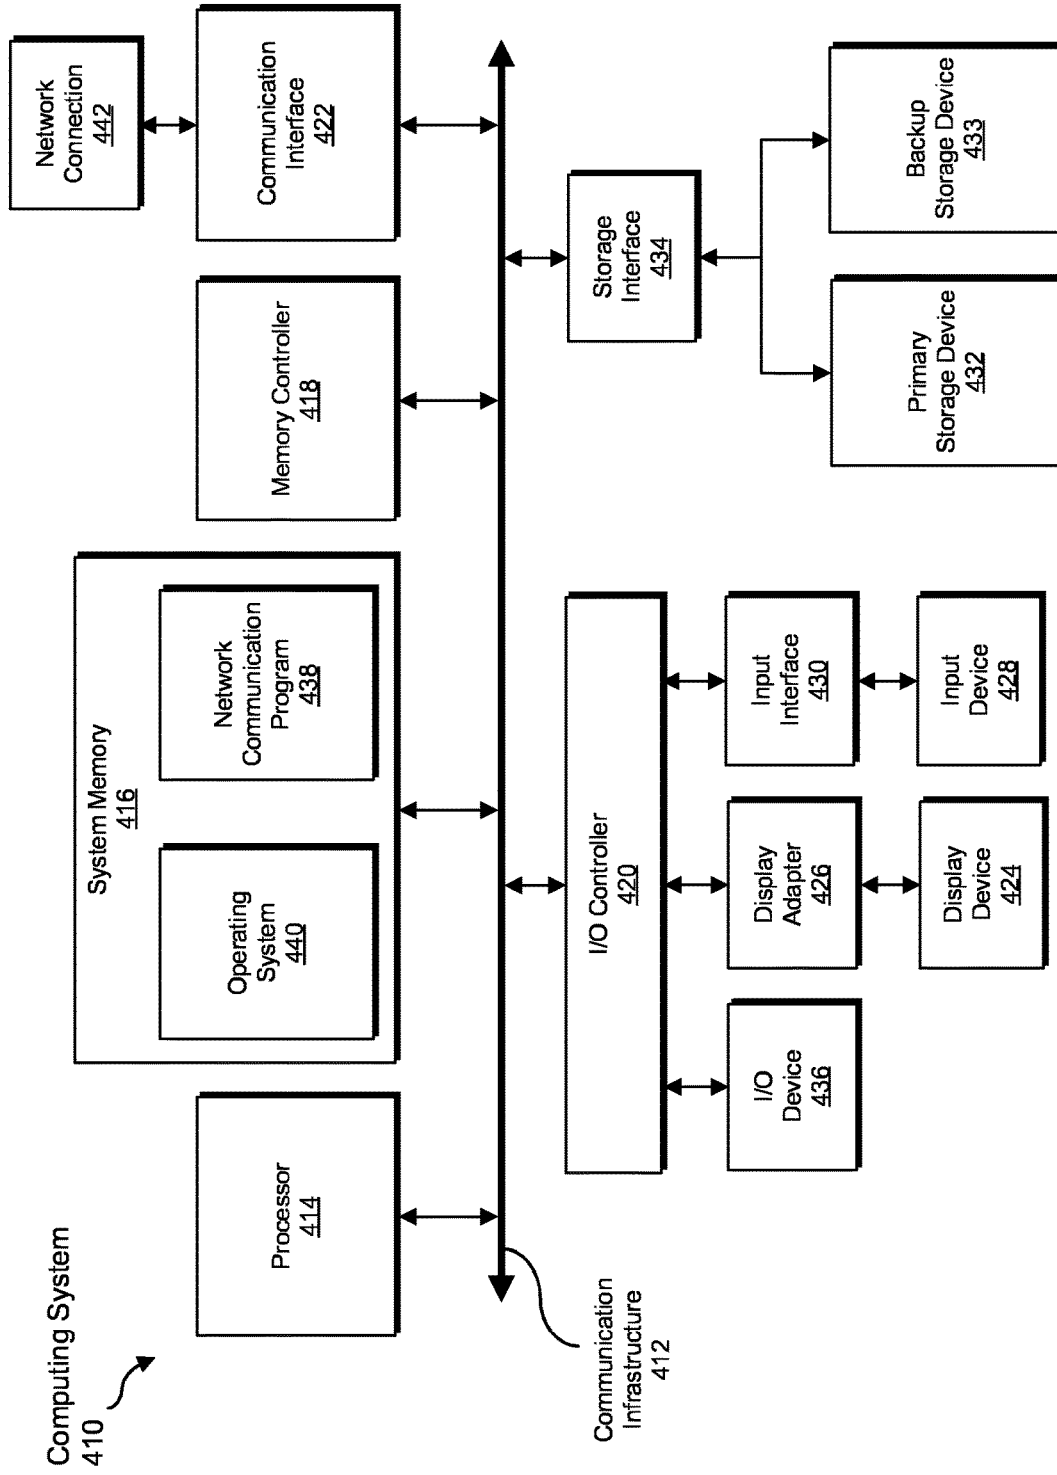 Computing System
410
Processor
414
System Memory
416
Operating
System
440
Network
Communication
Program
438
Memory Controller
418
Communication
Interface
422
Network
Connection
442
Communication
Infrastructure
412
I/O Controller
420
Storage
Interface
434
I/O
Device
436
Display
Adapter
426
Input
Interface
430
Display
Device
424
Input
Device
428
Primary
Storage Device
432
Backup
Storage Device
433